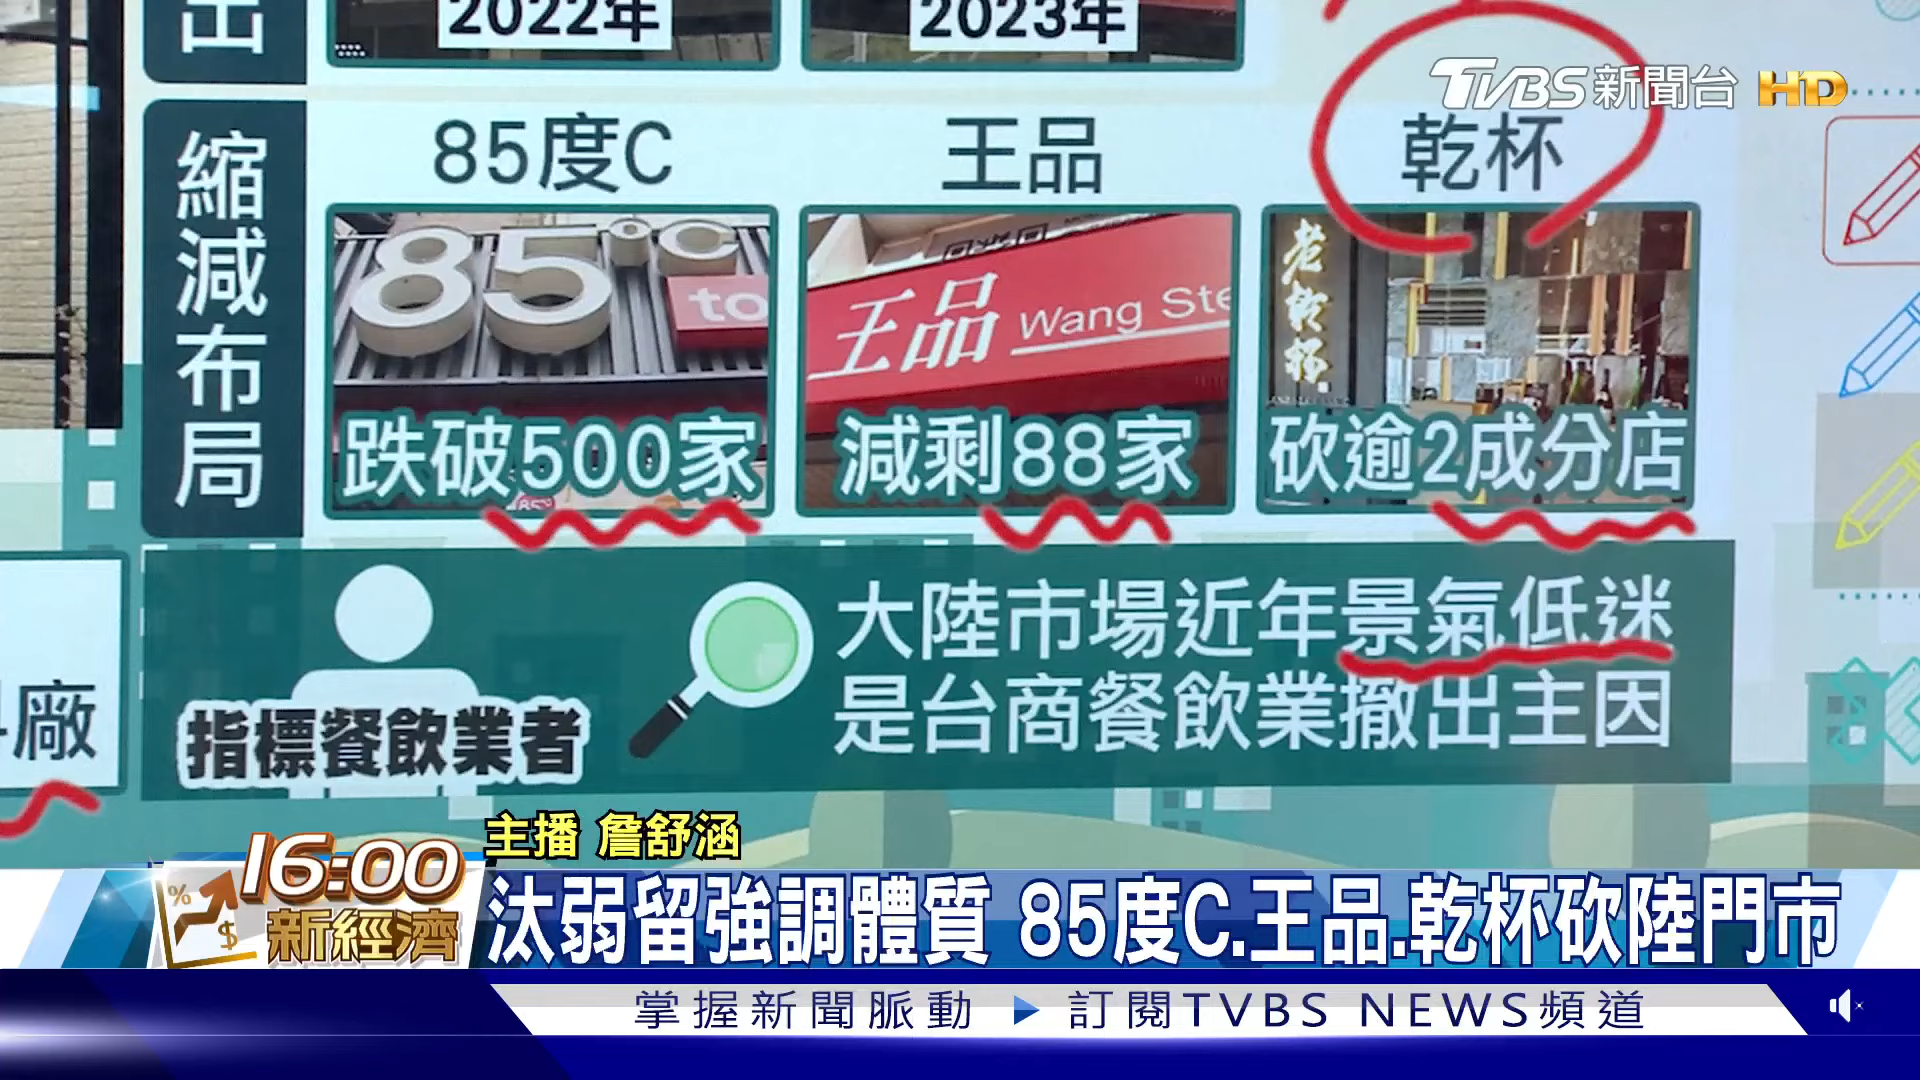 出
2022年
2023年
TVBS新聞台 HD
縮減布局
85度C
王品
乾杯
85°C
to
王品 Wang Ste
老乾杯
跌破500家
減剩88家
砍逾2成分店
85°
大陸市場近年景氣低迷
是台商餐飲業撤出主因
指標餐飲業者
廠
主播 詹舒涵
16:00
新經濟
% $
汰弱留強調體質 85度C.王品.乾杯砍陸門市
掌握新聞脈動 ▶ 訂閱TVBS NEWS頻道